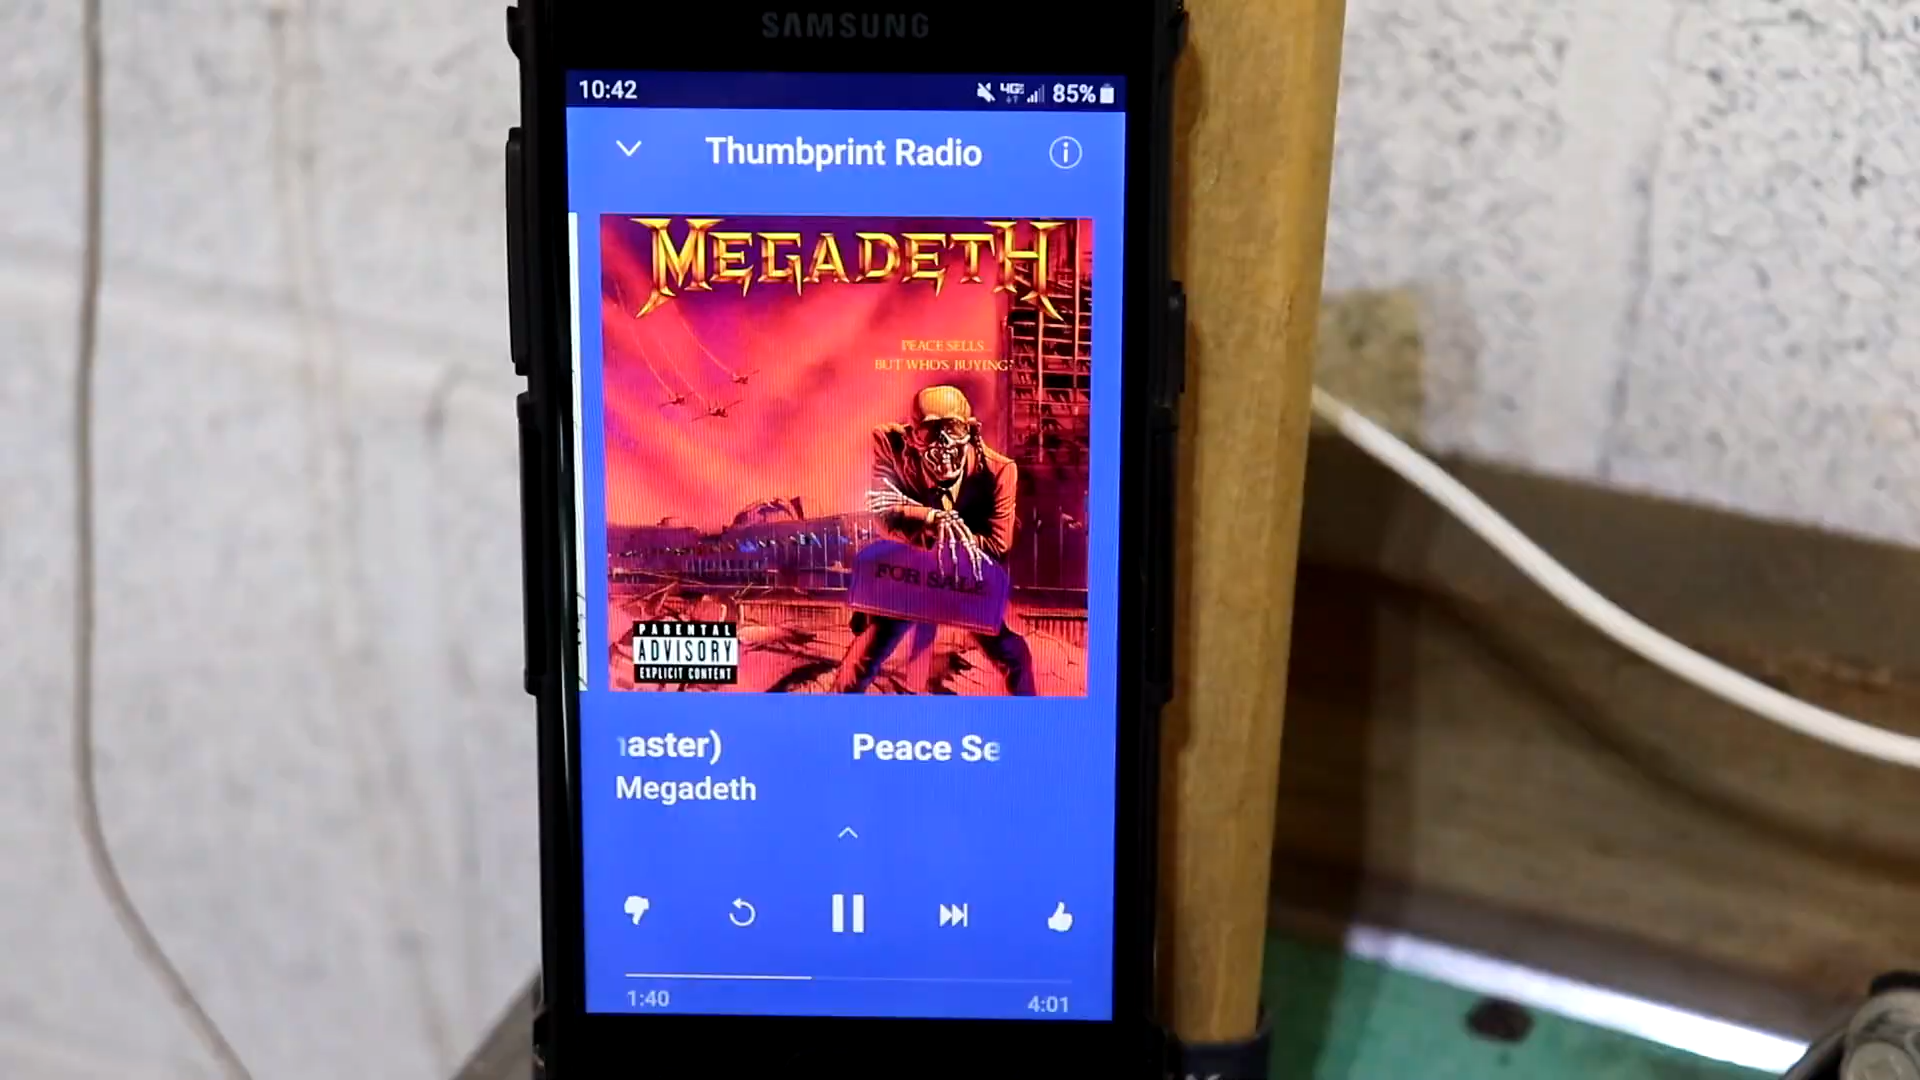 SAMSUNG
10:42
4G 85%
Thumbprint Radio
MEGADETH
PEACE SELLS...
BUT WHO'S BUYING?
FOR SALE
PARENTAL
ADVISORY
EXPLICIT CONTENT
aster) Peace Se
Megadeth
1:40 4:01